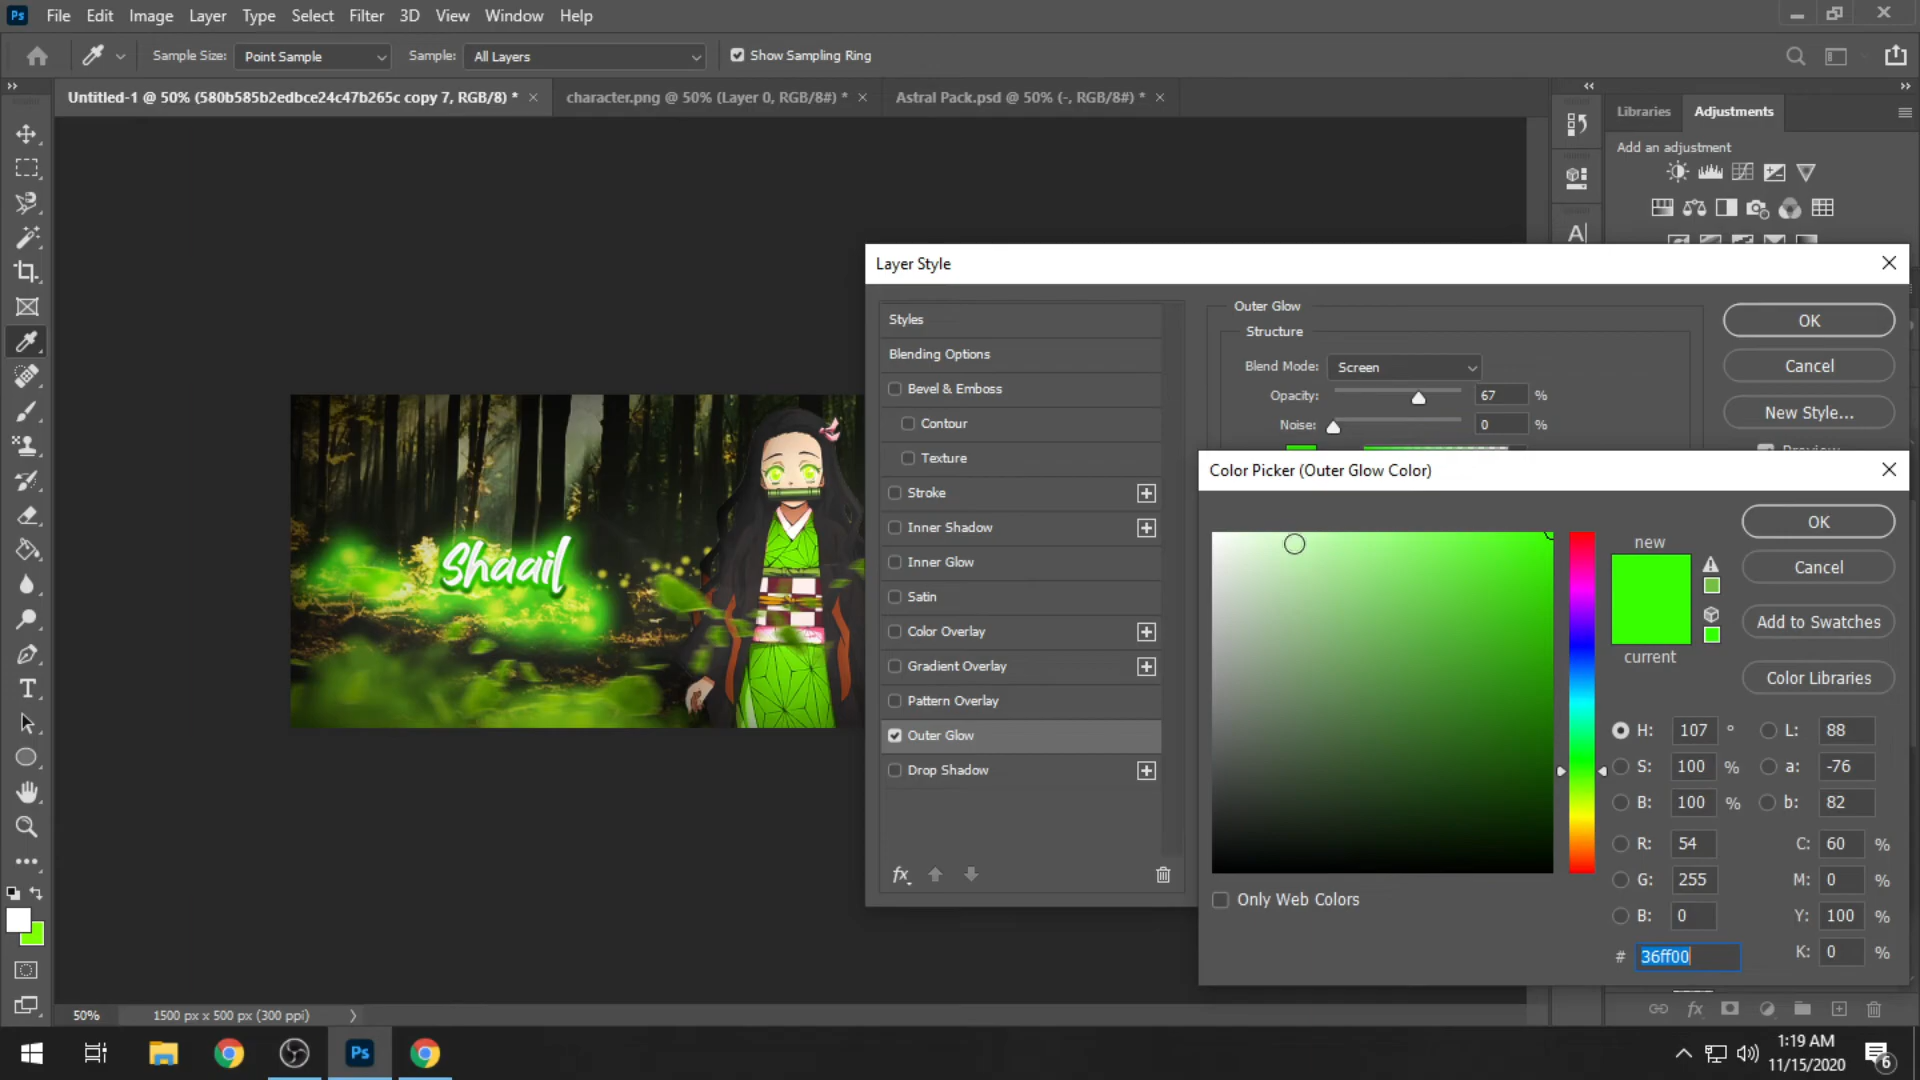 Ps File Edit Image Layer Type Select Filter 3D View Window Help
Sample Size: Point Sample Sample: All Layers Show Sampling Ring
Untitled-1 @ 50% (580b585b2edbce24c47b265c copy 7, RGB/8) * character.png @ 50% (Layer 0, RGB/8#) * Astral Pack.psd @ 50% (-, RGB/8#) *
Libraries Adjustments
Add an adjustment
Layer Style
Styles
Blending Options
Bevel & Emboss
Contour
Texture
Stroke
Inner Shadow
Inner Glow
Satin
Color Overlay
Gradient Overlay
Pattern Overlay
Outer Glow
Drop Shadow
fx
Outer Glow
Structure
Blend Mode: Screen
Opacity: 67 %
Noise: 0 %
OK
Cancel
New Style...
Preview
Shaail
Color Picker (Outer Glow Color)
new
current
OK
Cancel
Add to Swatches
Color Libraries
H: 107 ° L: 88
S: 100 % a: -76
B: 100 % b: 82
R: 54 C: 60 %
G: 255 M: 0 %
B: 0 Y: 100 %
# 36ff00 K: 0 %
Only Web Colors
50% 1500 px x 500 px (300 ppi)
fx
Ps
1:19 AM
11/15/2020
6